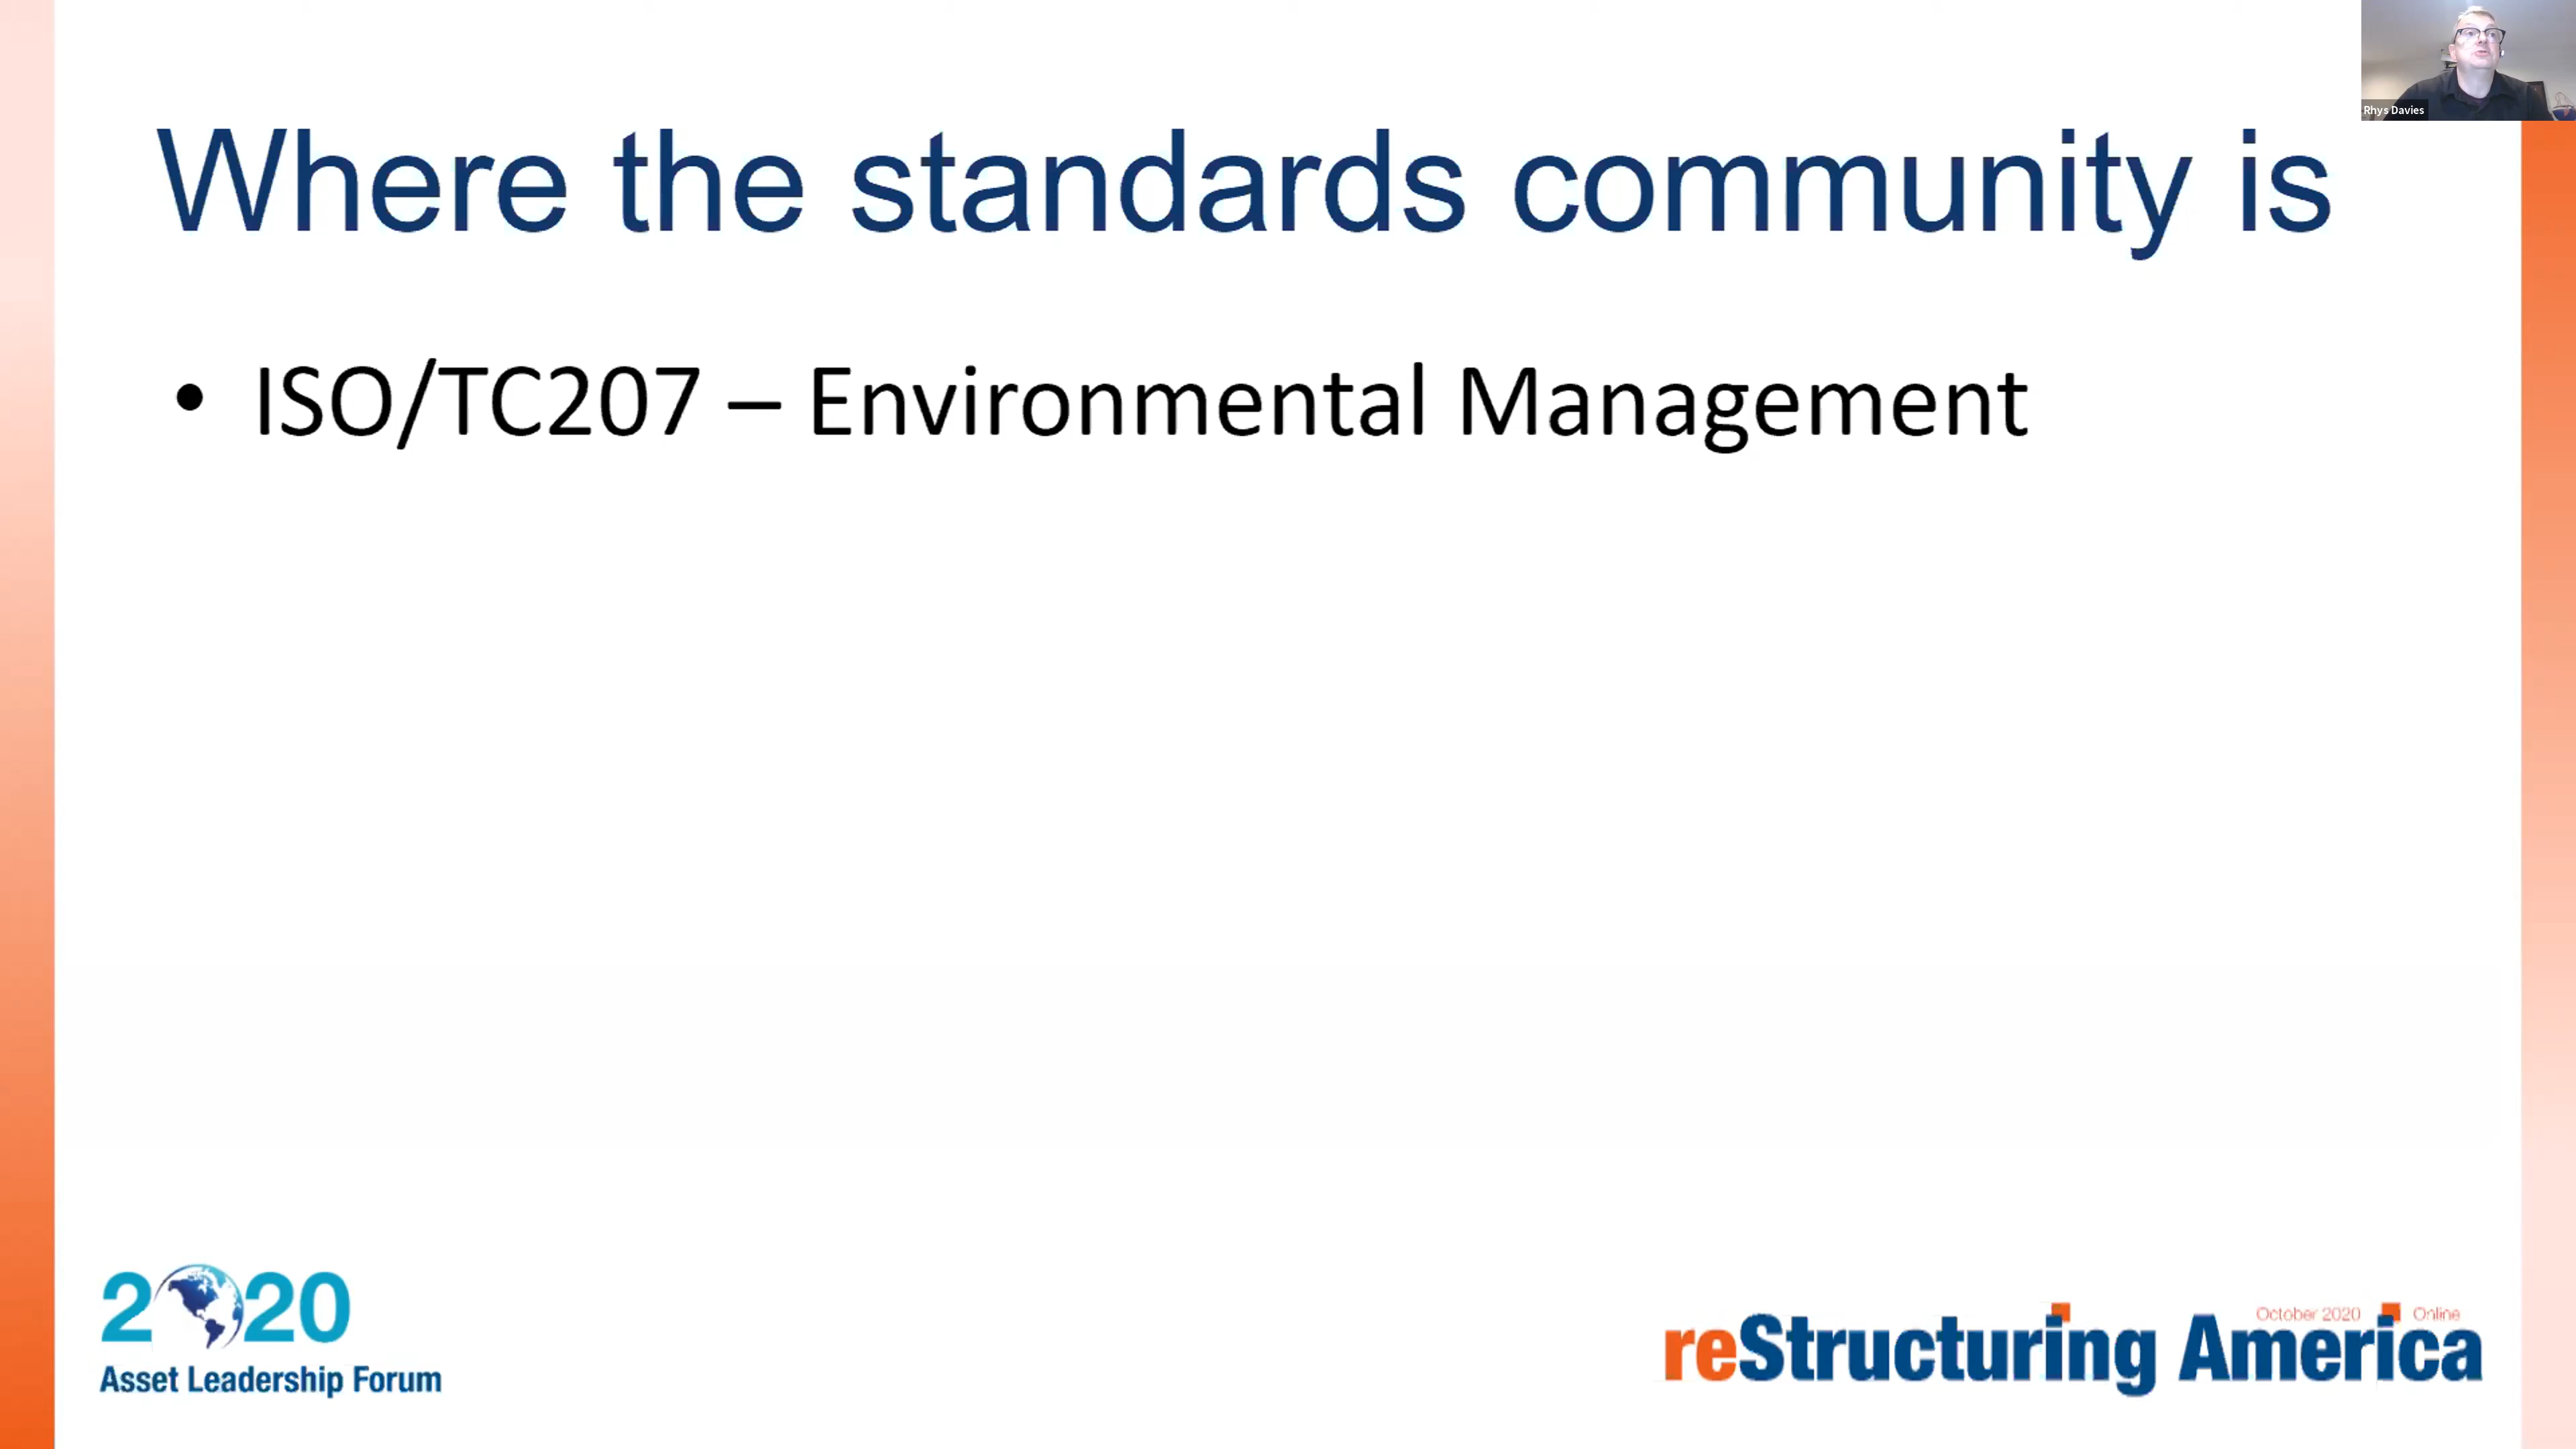 Rhys Davies
Where the standards community is
• ISO/TC207 – Environmental Management
2020
Asset Leadership Forum
October 2020 Online
reStructuring America